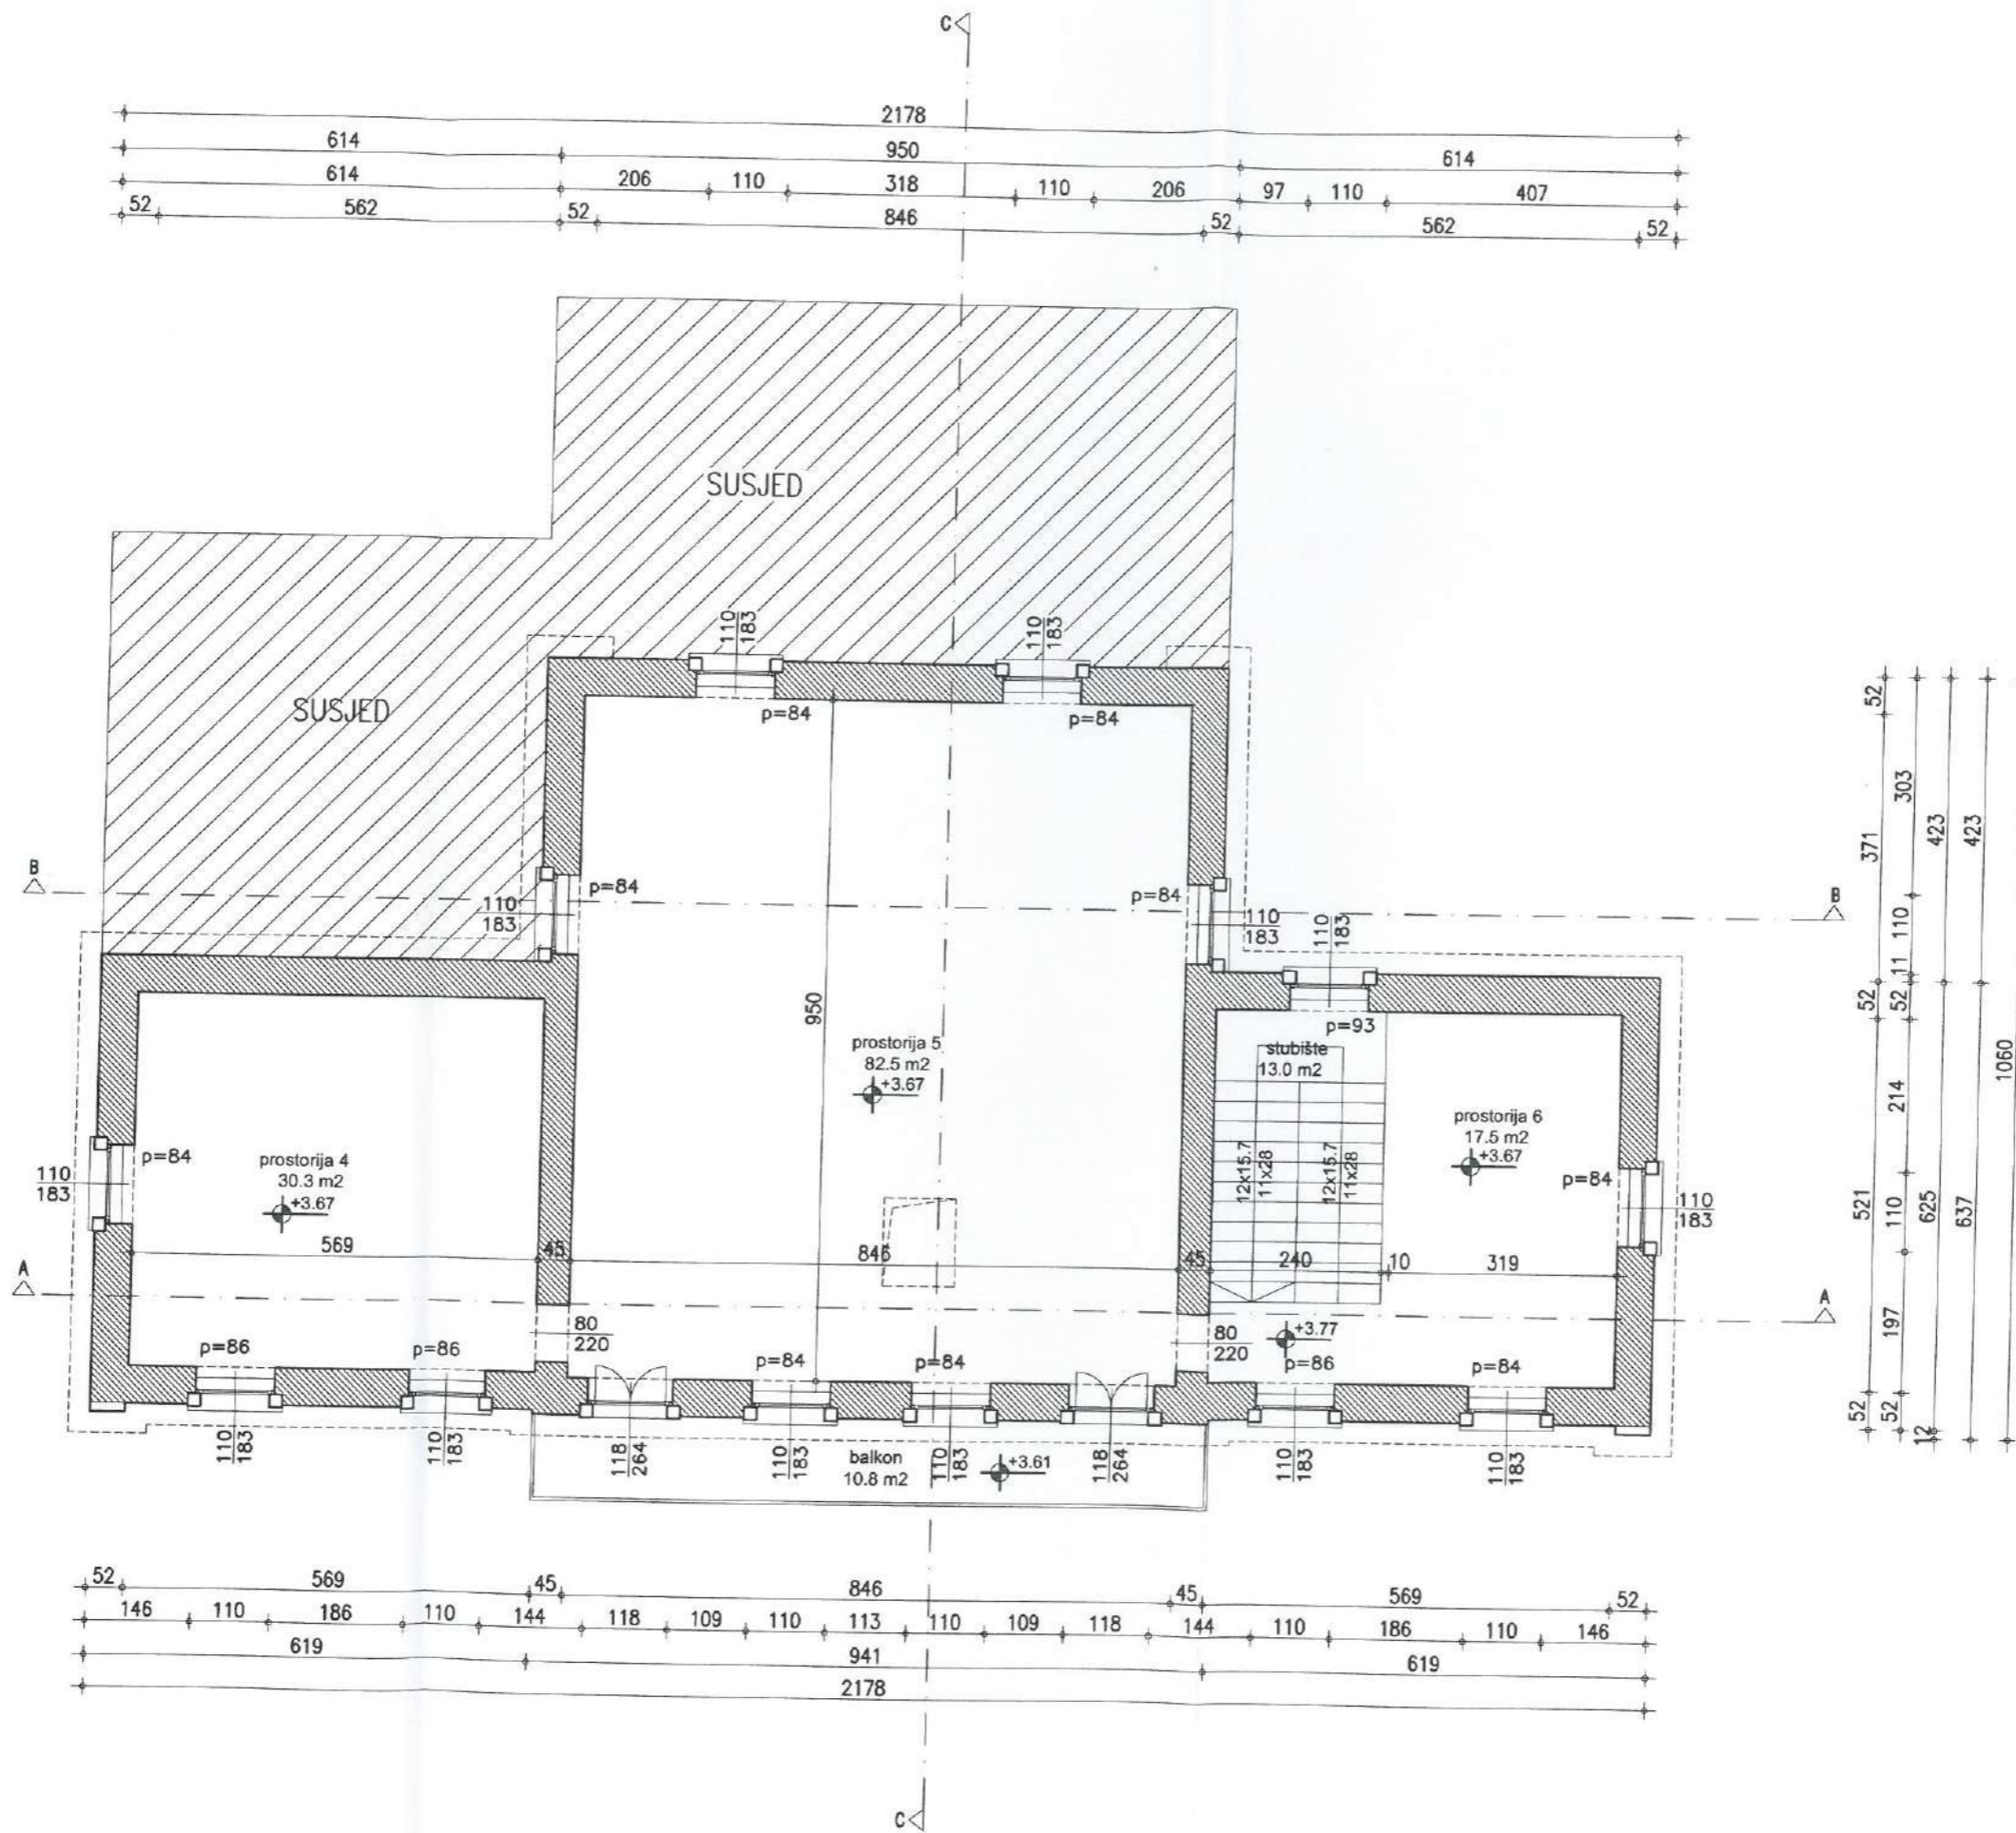 C
2178
614 950 614
614 206 110 318 110 206 97 110 407
52 562 52 846 52 562 52
SUSJED
SUSJED
110
183
110
183
p=84
p=84
52
303
371
423
423
110
11
52
52
214
1060
521
110
625
637
197
52
52
12
B
B
110
183
p=84
p=84
110
183
110
183
p=93
950
prostorija 5
82.5 m2
+3.67
stubište
13.0 m2
12x15.7
11x28
12x15.7
11x28
prostorija 6
17.5 m2
+3.67
p=84
110
183
110
183
p=84
prostorija 4
30.3 m2
+3.67
569 45 846 45 240 10 319
A
A
80
220
80
220
+3.77
p=86
p=86
p=84
p=84
p=86
p=84
110
183
110
183
118
264
110
183
balkon
10.8 m2
110
183
+3.61
118
264
110
183
110
183
52 569 45 846 45 569 52
146 110 186 110 144 118 109 110 113 110 109 118 144 110 186 110 146
619 941 619
2178
C